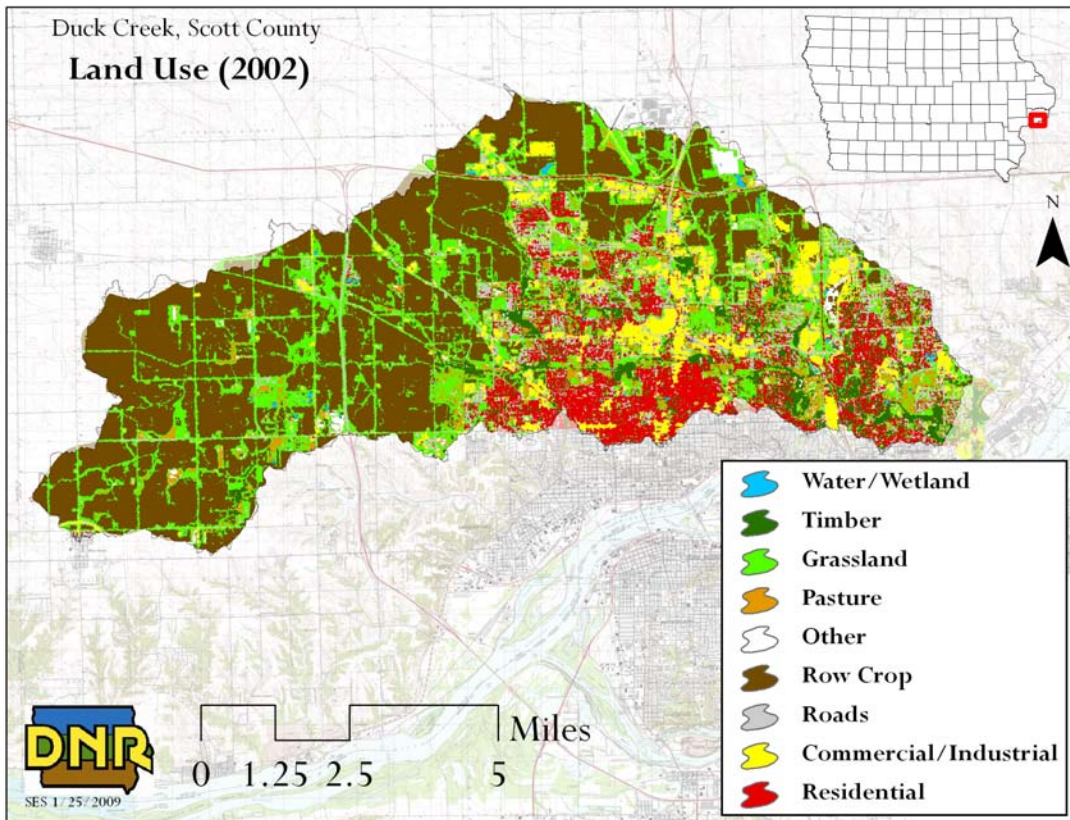 Duck Creek, Scott County
Land Use (2002)
N
Water/Wetland
Timber
Grassland
Pasture
Other
Row Crop
Roads
Commercial/Industrial
Residential
DNR
SES 1/25/2009
Miles
0 1.25 2.5 5